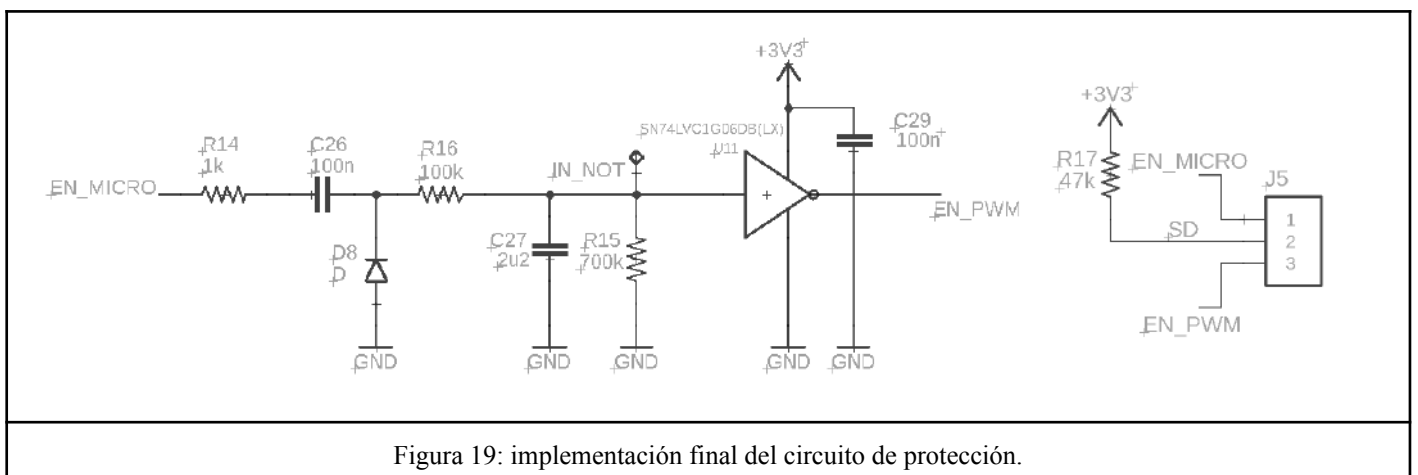 +3V3
SN74LVC1G06DB(LX)
U11
C29
100n
R14
1k
C26
100n
R16
100k
IN_NOT
EN_MICRO
EN_PWM
D8
D
C27
2u2
R15
700k
GND
GND
GND
GND
GND
+3V3
R17
47k
EN_MICRO
J5
1
SD
2
3
EN_PWM
Figura 19: implementación final del circuito de protección.